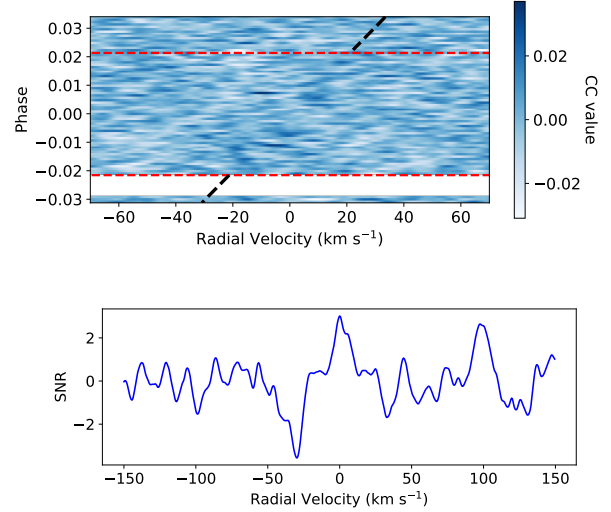 0.03
0.02
0.01
0.00
−0.01
−0.02
−0.03
Phase
−60 −40 −20 0 20 40 60
Radial Velocity (km s⁻¹)
0.02
0.00
−0.02
CC value
2
0
−2
SNR
−150 −100 −50 0 50 100 150
Radial Velocity (km s⁻¹)